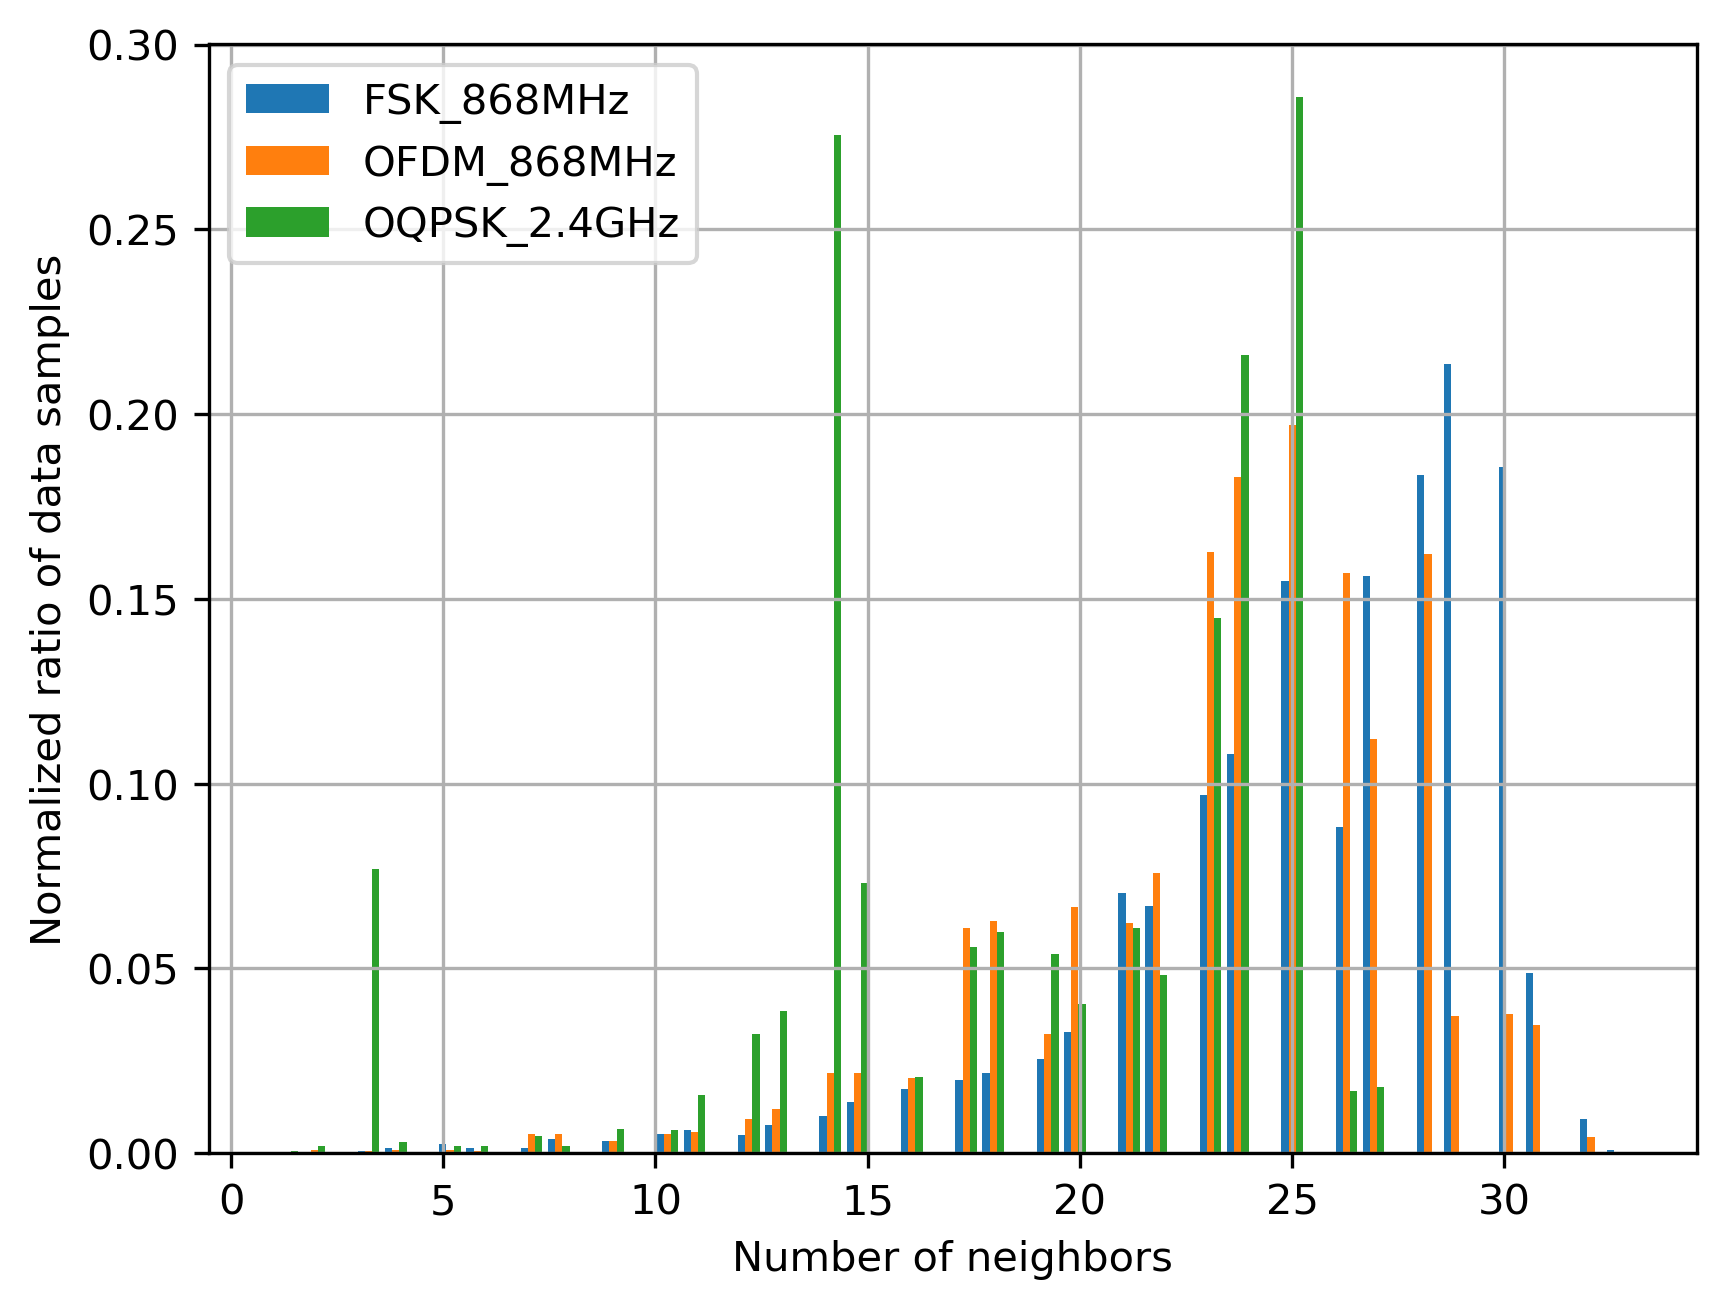 0.30
0.25
0.20
0.15
0.10
0.05
0.00
Normalized ratio of data samples
FSK_868MHz
OFDM_868MHz
OQPSK_2.4GHz
0 5 10 15 20 25 30
Number of neighbors